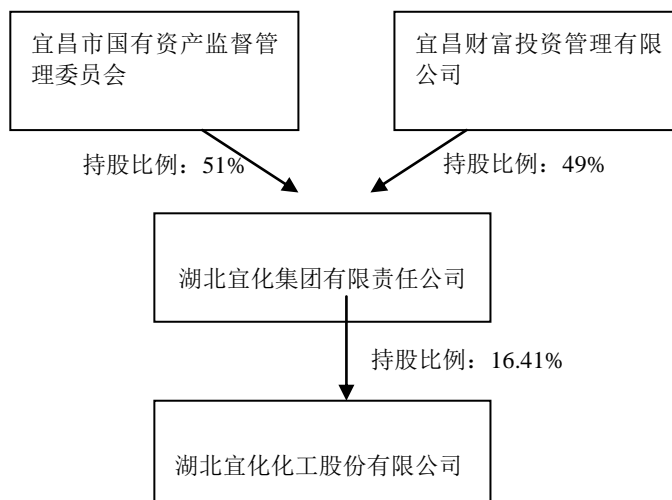 宜昌市国有资产监督管
理委员会
宜昌财富投资管理有限
公司
持股比例：51%
持股比例：49%
湖北宜化集团有限责任公司
持股比例：16.41%
湖北宜化化工股份有限公司